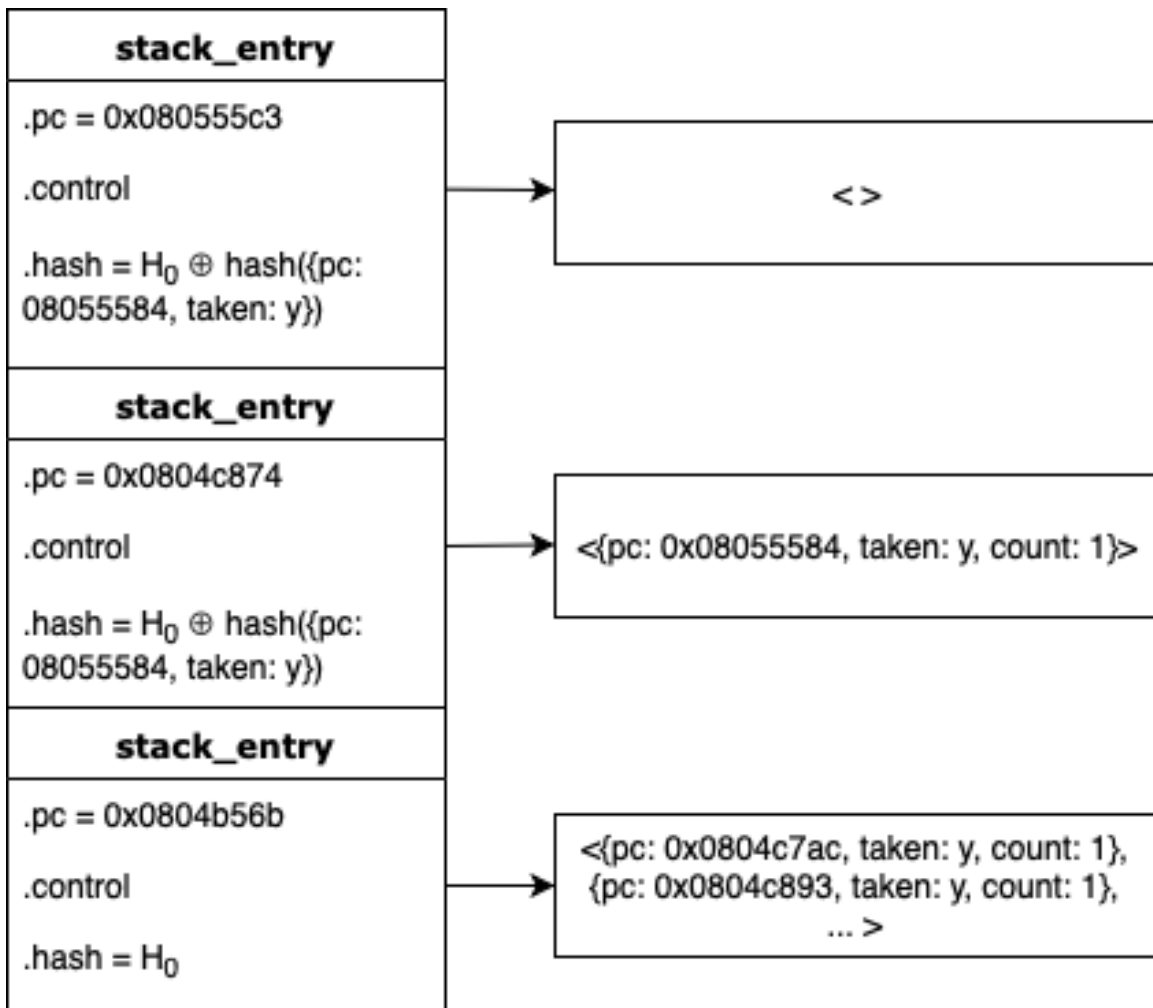 stack_entry
.pc = 0x080555c3
.control
< >
.hash = H₀ ⊕ hash({pc:
08055584, taken: y})
stack_entry
.pc = 0x0804c874
.control
<{pc: 0x08055584, taken: y, count: 1}>
.hash = H₀ ⊕ hash({pc:
08055584, taken: y})
stack_entry
.pc = 0x0804b56b
.control
<{pc: 0x0804c7ac, taken: y, count: 1},
{pc: 0x0804c893, taken: y, count: 1},
... >
.hash = H₀